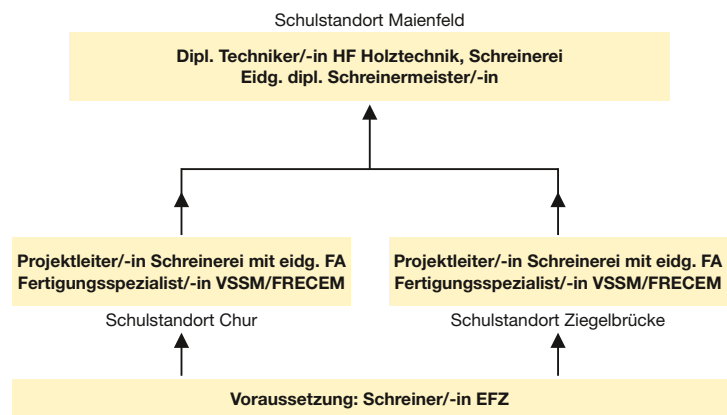 Schulstandort Maienfeld
Dipl. Techniker/-in HF Holztechnik, Schreinerei
Eidg. dipl. Schreinermeister/-in
Projektleiter/-in Schreinerei mit eidg. FA
Fertigungsspezialist/-in VSSM/FRECEM
Schulstandort Chur
Projektleiter/-in Schreinerei mit eidg. FA
Fertigungsspezialist/-in VSSM/FRECEM
Schulstandort Ziegelbrücke
Voraussetzung: Schreiner/-in EFZ